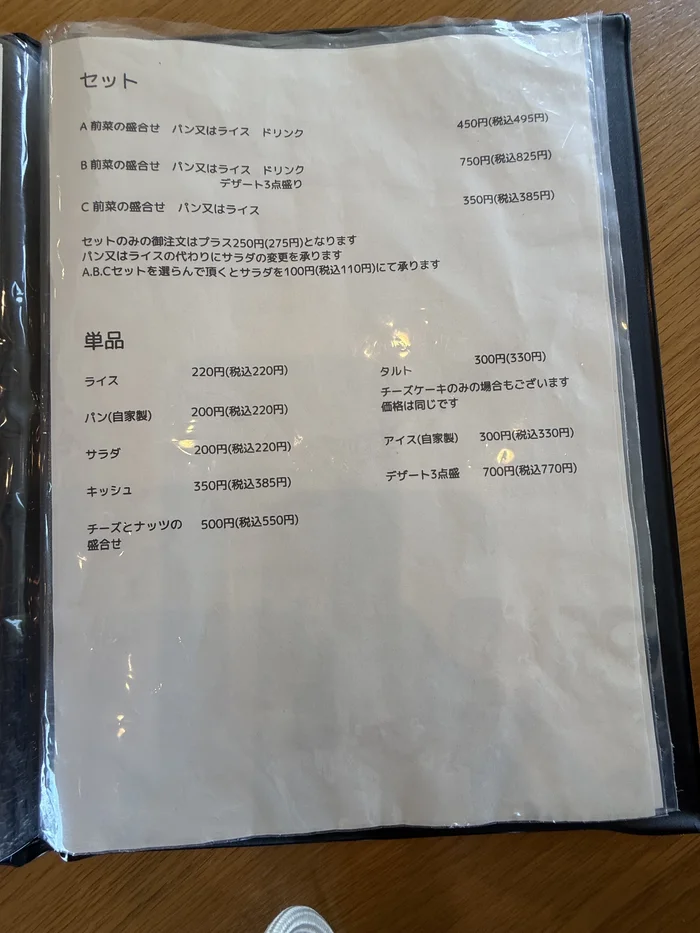 セット
A 前菜の盛合せ　パン又はライス　ドリンク　450円(税込495円)
B 前菜の盛合せ　パン又はライス　ドリンク　750円(税込825円)
デザート3点盛り
C 前菜の盛合せ　パン又はライス　350円(税込385円)
セットのみの御注文はプラス250円(275円)となります
パン又はライスの代わりにサラダの変更を承ります
A.B.Cセットを選らんで頂くとサラダを100円(税込110円)にて承ります
単品
ライス　220円(税込220円)
パン(自家製)　200円(税込220円)
サラダ　200円(税込220円)
キッシュ　350円(税込385円)
チーズとナッツの　500円(税込550円)
盛合せ
タルト　300円(330円)
チーズケーキのみの場合もございます
価格は同じです
アイス(自家製)　300円(税込330円)
デザート3点盛　700円(税込770円)